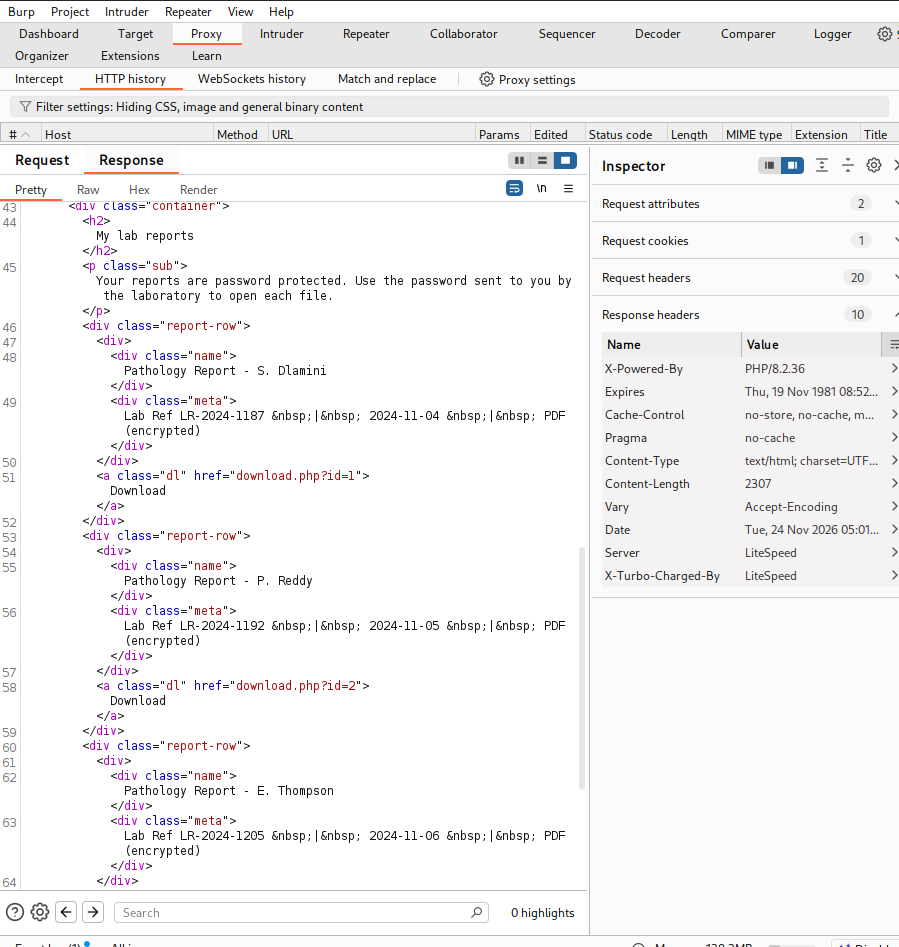 Burp Project Intruder Repeater View Help
Dashboard Target Proxy Intruder Repeater Collaborator Sequencer Decoder Comparer Logger
Organizer Extensions Learn
Intercept HTTP history WebSockets history Match and replace Proxy settings
Filter settings: Hiding CSS, image and general binary content
# Host Method URL Params Edited Status code Length MIME type Extension Title
Request Response
Pretty Raw Hex Render \n
43 <div class="container">
44 <h2>
My lab reports
</h2>
45 <p class="sub">
Your reports are password protected. Use the password sent to you by
the laboratory to open each file.
</p>
46 <div class="report-row">
47 <div>
48 <div class="name">
Pathology Report - S. Dlamini
</div>
49 <div class="meta">
Lab Ref LR-2024-1187 &nbsp;|&nbsp; 2024-11-04 &nbsp;|&nbsp; PDF
(encrypted)
</div>
50 </div>
51 <a class="dl" href="download.php?id=1">
Download
</a>
52 </div>
53 <div class="report-row">
54 <div>
55 <div class="name">
Pathology Report - P. Reddy
</div>
56 <div class="meta">
Lab Ref LR-2024-1192 &nbsp;|&nbsp; 2024-11-05 &nbsp;|&nbsp; PDF
(encrypted)
</div>
57 </div>
58 <a class="dl" href="download.php?id=2">
Download
</a>
59 </div>
60 <div class="report-row">
61 <div>
62 <div class="name">
Pathology Report - E. Thompson
</div>
63 <div class="meta">
Lab Ref LR-2024-1205 &nbsp;|&nbsp; 2024-11-06 &nbsp;|&nbsp; PDF
(encrypted)
</div>
64 </div>
Search 0 highlights
Inspector
Request attributes 2
Request cookies 1
Request headers 20
Response headers 10
Name Value
X-Powered-By PHP/8.2.36
Expires Thu, 19 Nov 1981 08:52...
Cache-Control no-store, no-cache, m...
Pragma no-cache
Content-Type text/html; charset=UTF...
Content-Length 2307
Vary Accept-Encoding
Date Tue, 24 Nov 2026 05:01...
Server LiteSpeed
X-Turbo-Charged-By LiteSpeed